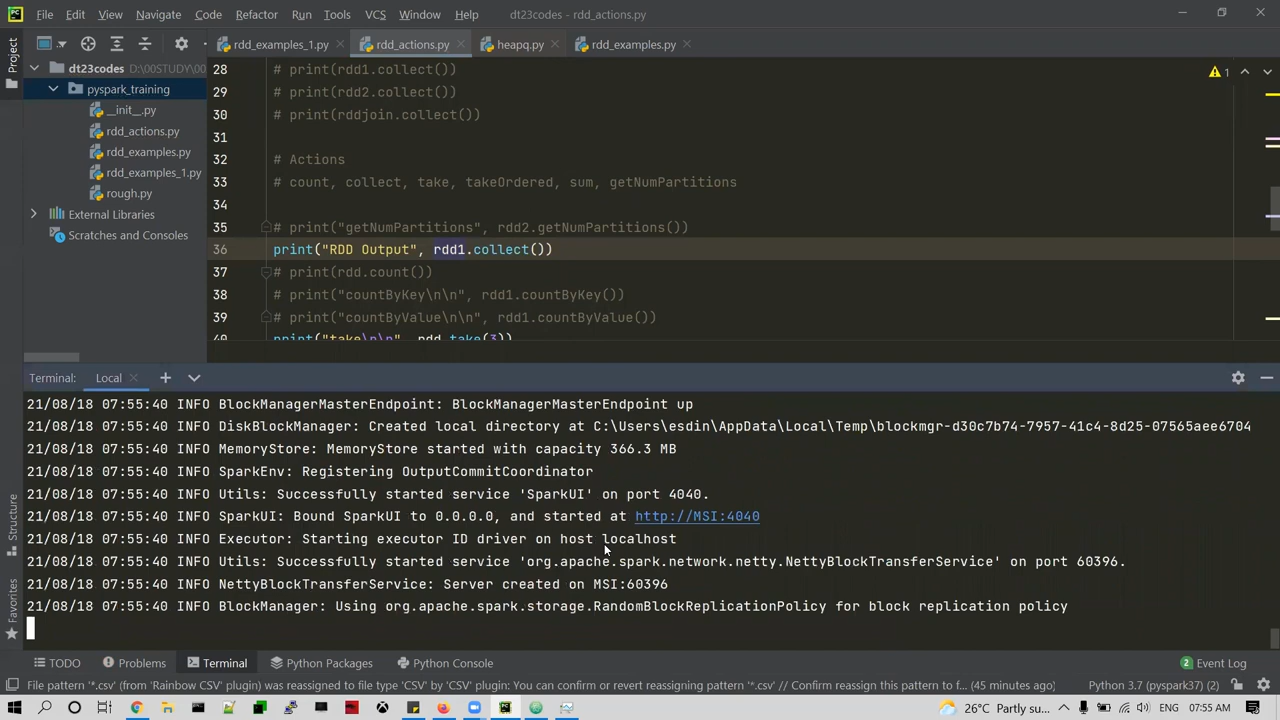 File Edit View Navigate Code Refactor Run Tools VCS Window Help dt23codes - rdd_actions.py
rdd_examples_1.py rdd_actions.py heapq.py rdd_examples.py
Project
dt23codes D:\00STUDY\00
pyspark_training
__init__.py
rdd_actions.py
rdd_examples.py
rdd_examples_1.py
rough.py
External Libraries
Scratches and Consoles
28 # print(rdd1.collect())
29 # print(rdd2.collect())
30 # print(rddjoin.collect())
31
32 # Actions
33 # count, collect, take, takeOrdered, sum, getNumPartitions
34
35 # print("getNumPartitions", rdd2.getNumPartitions())
36 print("RDD Output", rdd1.collect())
37 # print(rdd.count())
38 # print("countByKey\n\n", rdd1.countByKey())
39 # print("countByValue\n\n", rdd1.countByValue())
40 print("take\n\n", rdd.take(3))
1
Terminal: Local
21/08/18 07:55:40 INFO BlockManagerMasterEndpoint: BlockManagerMasterEndpoint up
21/08/18 07:55:40 INFO DiskBlockManager: Created local directory at C:\Users\esdin\AppData\Local\Temp\blockmgr-d30c7b74-7957-41c4-8d25-07565aee6704
21/08/18 07:55:40 INFO MemoryStore: MemoryStore started with capacity 366.3 MB
21/08/18 07:55:40 INFO SparkEnv: Registering OutputCommitCoordinator
21/08/18 07:55:40 INFO Utils: Successfully started service 'SparkUI' on port 4040.
21/08/18 07:55:40 INFO SparkUI: Bound SparkUI to 0.0.0.0, and started at http://MSI:4040
21/08/18 07:55:40 INFO Executor: Starting executor ID driver on host localhost
21/08/18 07:55:40 INFO Utils: Successfully started service 'org.apache.spark.network.netty.NettyBlockTransferService' on port 60396.
21/08/18 07:55:40 INFO NettyBlockTransferService: Server created on MSI:60396
21/08/18 07:55:40 INFO BlockManager: Using org.apache.spark.storage.RandomBlockReplicationPolicy for block replication policy
Structure
Favorites
TODO Problems Terminal Python Packages Python Console 2 Event Log
File pattern '*.csv' (from 'Rainbow CSV' plugin) was reassigned to file type 'CSV' by 'CSV' plugin: You can confirm or revert reassigning pattern '*.csv' // Confirm reassign this pattern to f... (45 minutes ago) Python 3.7 (pyspark37) (2)
26°C Partly su... ENG 07:55 AM